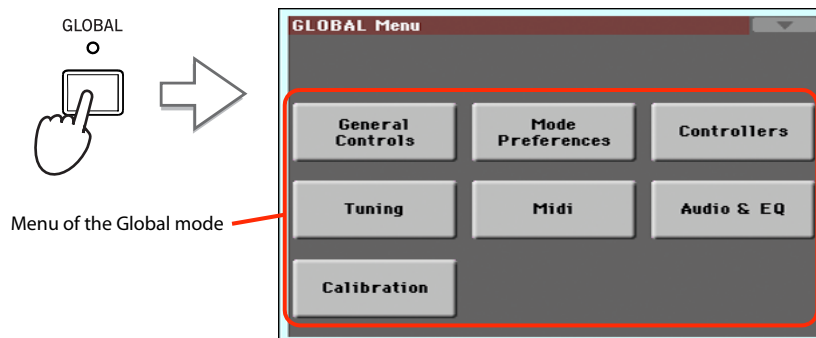 GLOBAL
GLOBAL Menu
General
Controls
Mode
Preferences
Controllers
Tuning
Midi
Audio & EQ
Menu of the Global mode
Calibration